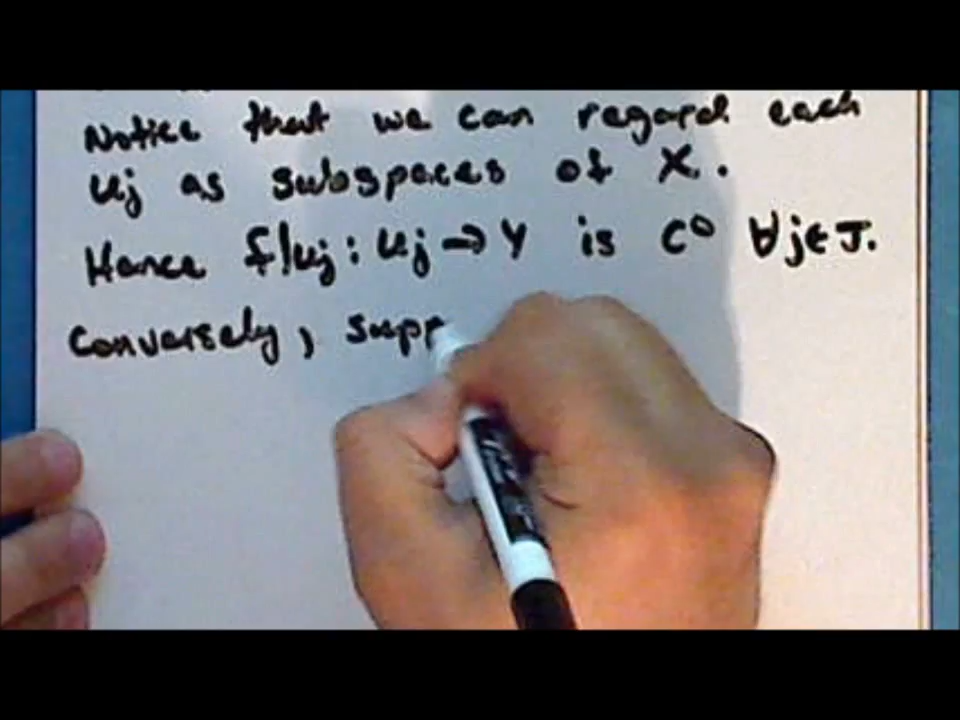 Notice that we can regard each
Uj as subspaces of X.
Hence f|Uj : Uj → Y is C⁰ ∀j∈J.
Conversely, supp